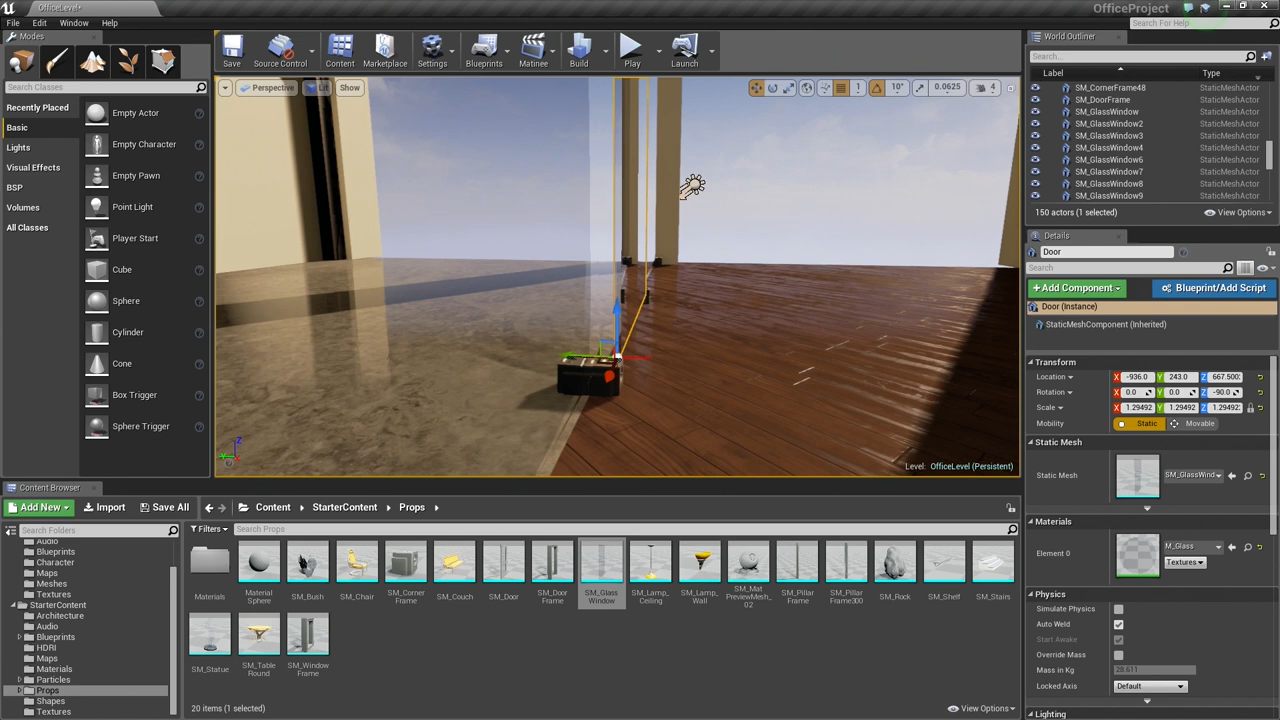 OfficeLevel*
OfficeProject
File Edit Window Help
Search For Help
Modes
Search Classes
Recently Placed
Basic
Lights
Visual Effects
BSP
Volumes
All Classes
Empty Actor
Empty Character
Empty Pawn
Point Light
Player Start
Cube
Sphere
Cylinder
Cone
Box Trigger
Sphere Trigger
Save
Source Control
Content
Marketplace
Settings
Blueprints
Matinee
Build
Play
Launch
Perspective
Lit
Show
1
10°
0.0625
4
Level: OfficeLevel (Persistent)
World Outliner
Search...
Label Type
SM_CornerFrame48 StaticMeshActor
SM_DoorFrame StaticMeshActor
SM_GlassWindow StaticMeshActor
SM_GlassWindow2 StaticMeshActor
SM_GlassWindow3 StaticMeshActor
SM_GlassWindow4 StaticMeshActor
SM_GlassWindow6 StaticMeshActor
SM_GlassWindow7 StaticMeshActor
SM_GlassWindow8 StaticMeshActor
SM_GlassWindow9 StaticMeshActor
150 actors (1 selected) View Options
Details
Door
Search
+Add Component Blueprint/Add Script
Door (Instance)
StaticMeshComponent (Inherited)
Transform
Location X -936.0 Y 243.0 Z 667.500
Rotation X 0.0 Y 0.0 Z -90.0
Scale X 1.29492 Y 1.29492 Z 1.29492
Mobility Static Movable
Static Mesh
Static Mesh SM_GlassWind
Materials
Element 0 M_Glass
Textures
Physics
Simulate Physics
Auto Weld
Start Awake
Override Mass
Mass in Kg 28.611
Locked Axis Default
Lighting
Content Browser
Add New Import Save All Content StarterContent Props
Search Folders
Filters Search Props
Audio
Blueprints
Character
Maps
Meshes
Textures
StarterContent
Architecture
Audio
Blueprints
HDRI
Maps
Materials
Particles
Props
Shapes
Textures
Materials
Material Sphere
SM_Bush
SM_Chair
SM_Corner Frame
SM_Couch
SM_Door
SM_Door Frame
SM_Glass Window
SM_Lamp_ Ceiling
SM_Lamp_ Wall
SM_Mat PreviewMesh_ 02
SM_Pillar Frame
SM_Pillar Frame300
SM_Rock
SM_Shelf
SM_Stairs
SM_Statue
SM_Table Round
SM_Window Frame
20 items (1 selected) View Options